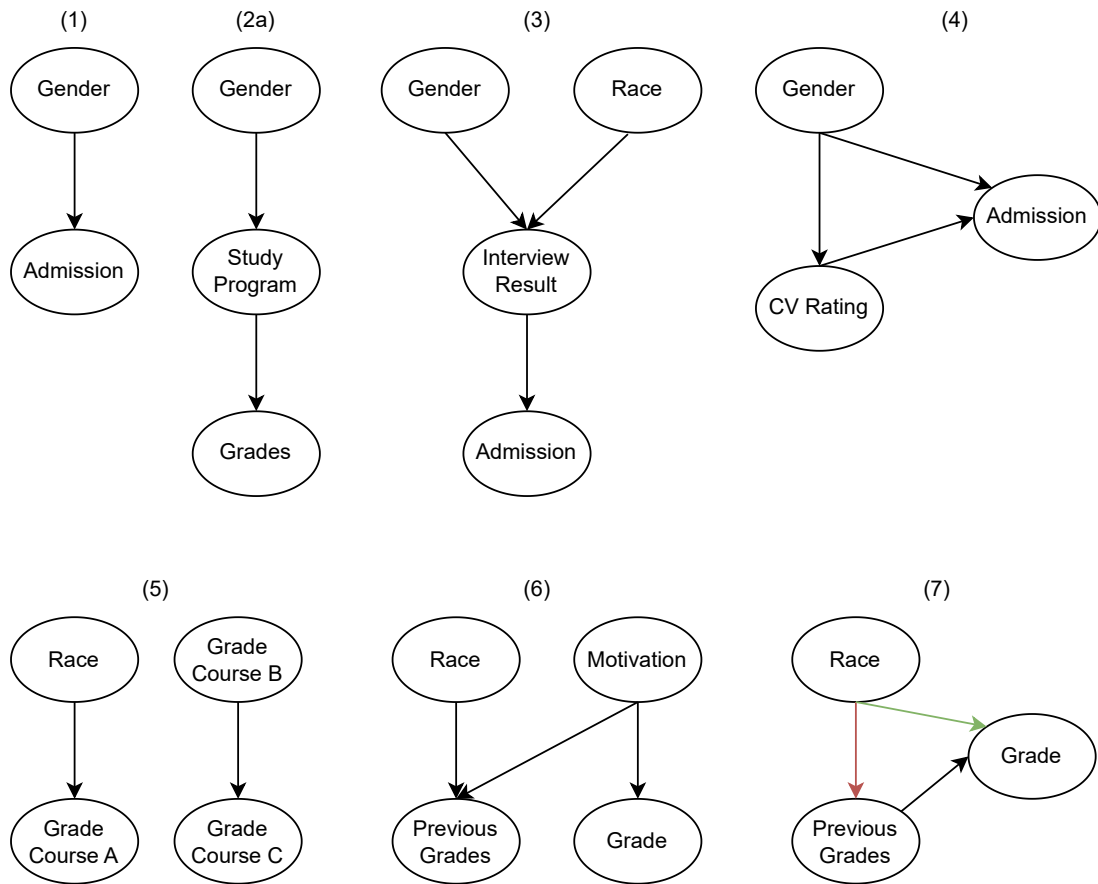 (1)
(2a)
(3)
(4)
Gender
Gender
Gender
Race
Gender
Admission
Admission
Study
Program
Interview
Result
CV Rating
Grades
Admission
(5)
(6)
(7)
Race
Grade
Course B
Race
Motivation
Race
Grade
Grade
Course A
Grade
Course C
Previous
Grades
Grade
Previous
Grades